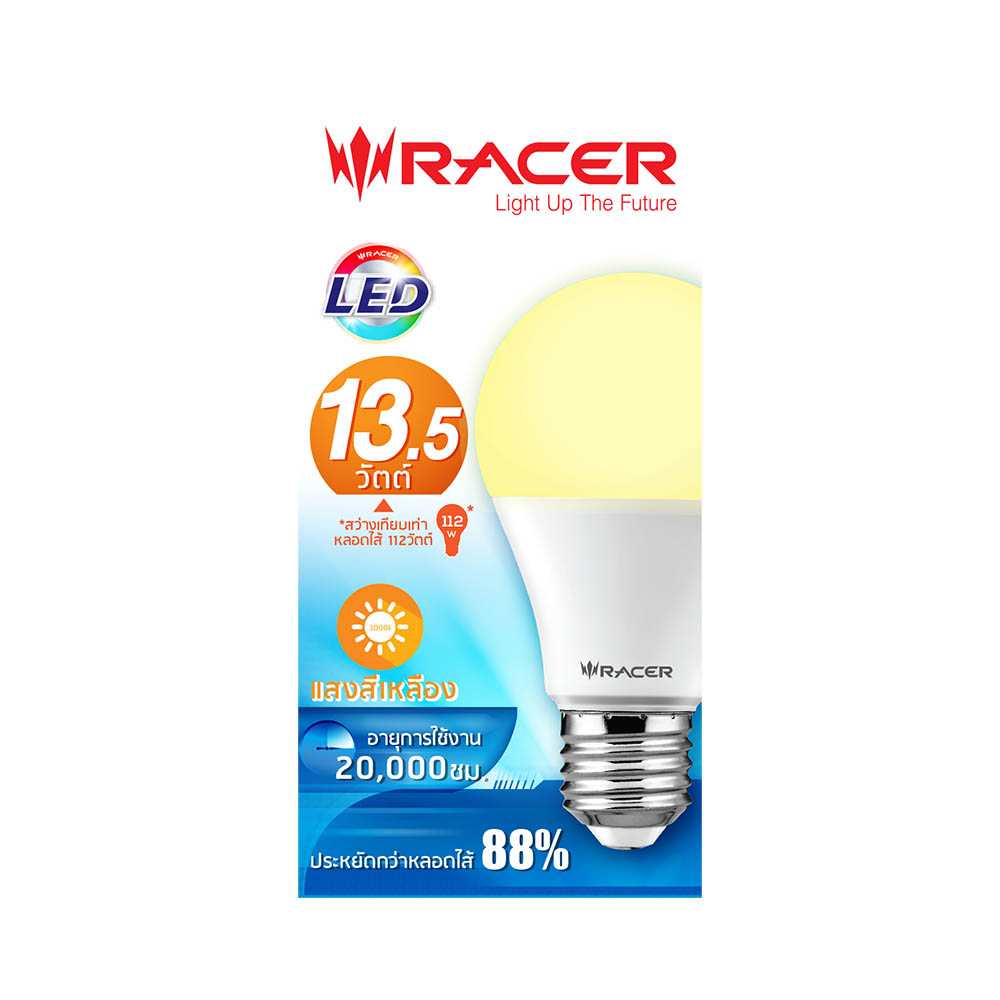 RACER
Light Up The Future
RACER
LED
13.5
วัตต์
*สว่างเทียบเท่า
หลอดไส้ 112วัตต์
112
W
*
3000k
แสงสีเหลือง
อายุการใช้งาน
20,000ชม.
ประหยัดกว่าหลอดไส้ 88%
RACER